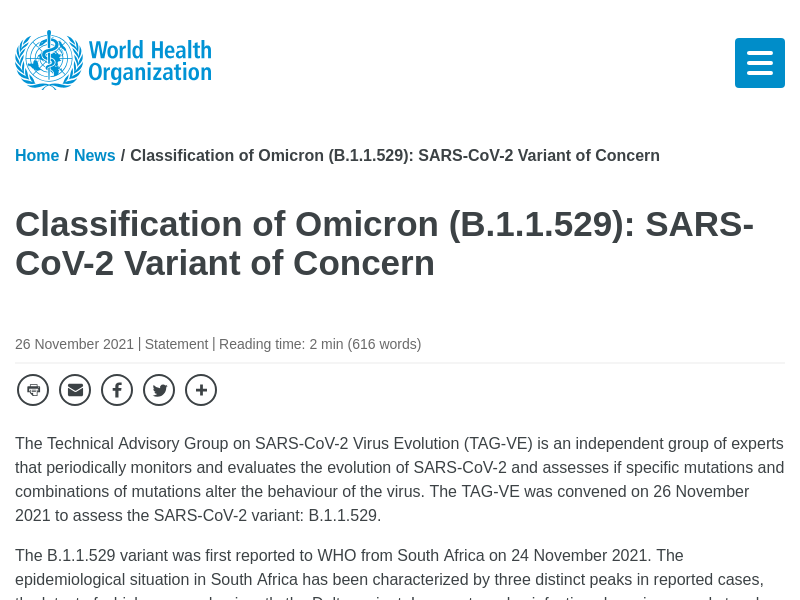 World Health
Organization
Home / News / Classification of Omicron (B.1.1.529): SARS-CoV-2 Variant of Concern
Classification of Omicron (B.1.1.529): SARS-
CoV-2 Variant of Concern
26 November 2021 | Statement | Reading time: 2 min (616 words)
The Technical Advisory Group on SARS-CoV-2 Virus Evolution (TAG-VE) is an independent group of experts
that periodically monitors and evaluates the evolution of SARS-CoV-2 and assesses if specific mutations and
combinations of mutations alter the behaviour of the virus. The TAG-VE was convened on 26 November
2021 to assess the SARS-CoV-2 variant: B.1.1.529.
The B.1.1.529 variant was first reported to WHO from South Africa on 24 November 2021. The
epidemiological situation in South Africa has been characterized by three distinct peaks in reported cases,